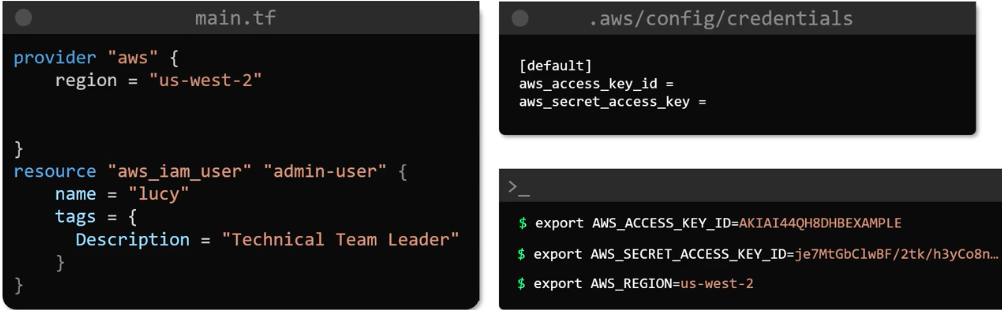 main.tf
provider "aws" {
    region = "us-west-2"
}
resource "aws_iam_user" "admin-user" {
    name = "lucy"
    tags = {
      Description = "Technical Team Leader"
    }
}
.aws/config/credentials
[default]
aws_access_key_id =
aws_secret_access_key =
>_
$ export AWS_ACCESS_KEY_ID=AKIAI44QH8DHBEXAMPLE
$ export AWS_SECRET_ACCESS_KEY_ID=je7MtGbClwBF/2tk/h3yCo8n…
$ export AWS_REGION=us-west-2